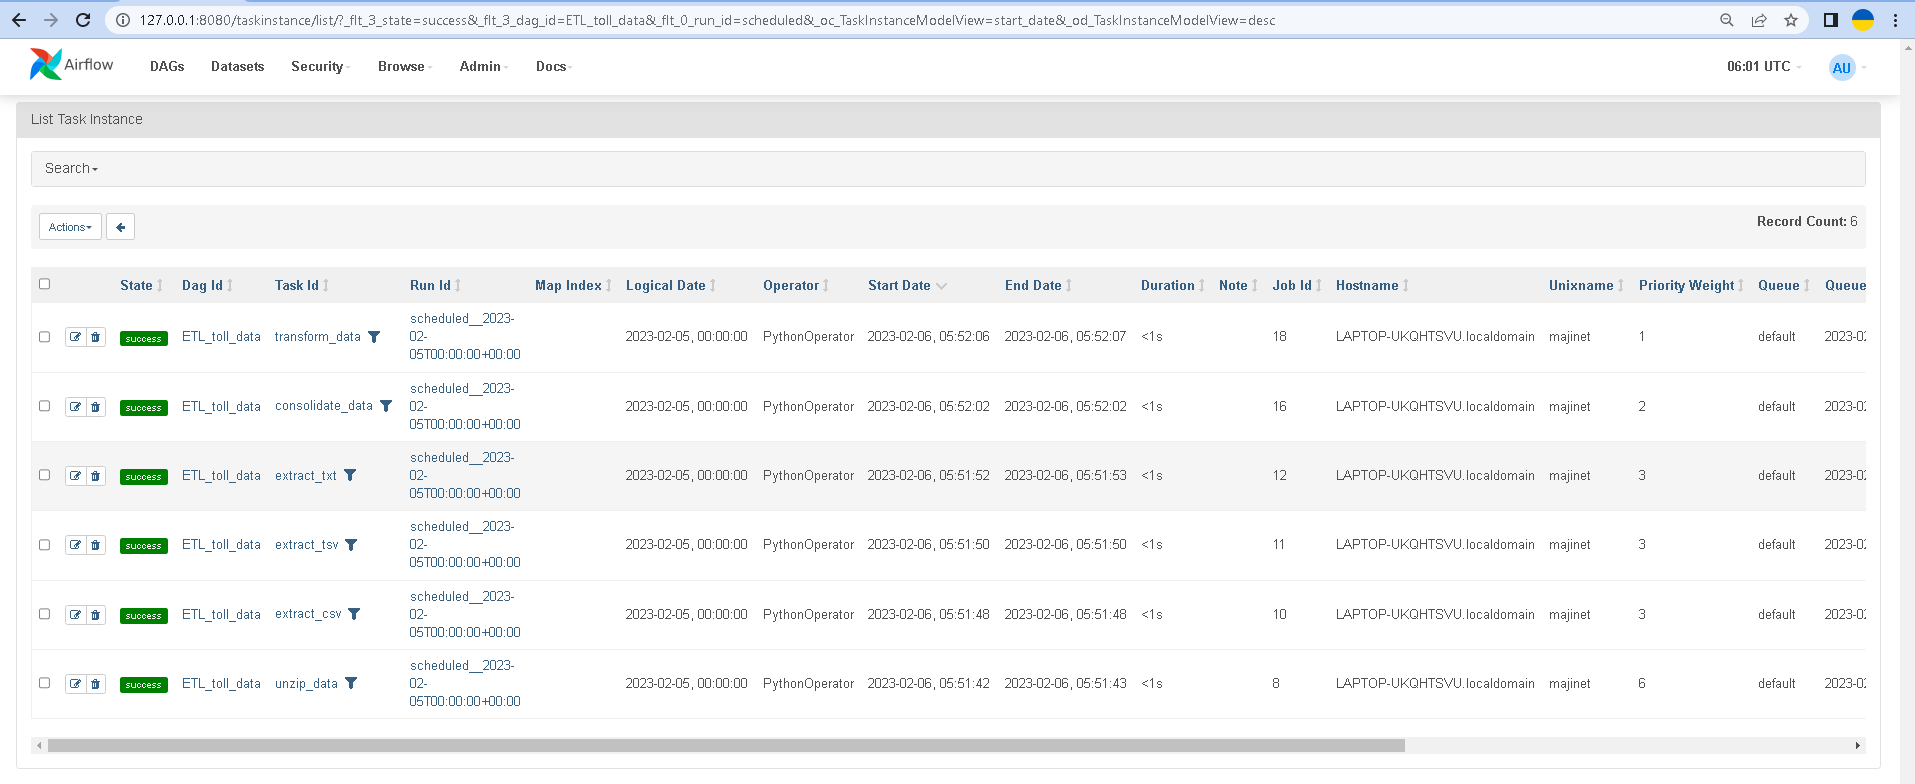 127.0.0.1:8080/taskinstance/list/?_flt_3_state=success&_flt_3_dag_id=ETL_toll_data&_flt_0_run_id=scheduled&_oc_TaskInstanceModelView=start_date&_od_TaskInstanceModelView=desc
Airflow DAGs Datasets Security Browse Admin Docs 06:01 UTC AU
List Task Instance
Search
Actions Record Count: 6
State Dag Id Task Id Run Id Map Index Logical Date Operator Start Date End Date Duration Note Job Id Hostname Unixname Priority Weight Queue Queue
scheduled__2023-
success ETL_toll_data transform_data 02- 2023-02-05, 00:00:00 PythonOperator 2023-02-06, 05:52:06 2023-02-06, 05:52:07 <1s 18 LAPTOP-UKQHTSVU.localdomain majinet 1 default 2023-02
05T00:00:00+00:00
scheduled__2023-
success ETL_toll_data consolidate_data 02- 2023-02-05, 00:00:00 PythonOperator 2023-02-06, 05:52:02 2023-02-06, 05:52:02 <1s 16 LAPTOP-UKQHTSVU.localdomain majinet 2 default 2023-02
05T00:00:00+00:00
scheduled__2023-
success ETL_toll_data extract_txt 02- 2023-02-05, 00:00:00 PythonOperator 2023-02-06, 05:51:52 2023-02-06, 05:51:53 <1s 12 LAPTOP-UKQHTSVU.localdomain majinet 3 default 2023-02
05T00:00:00+00:00
scheduled__2023-
success ETL_toll_data extract_tsv 02- 2023-02-05, 00:00:00 PythonOperator 2023-02-06, 05:51:50 2023-02-06, 05:51:50 <1s 11 LAPTOP-UKQHTSVU.localdomain majinet 3 default 2023-02
05T00:00:00+00:00
scheduled__2023-
success ETL_toll_data extract_csv 02- 2023-02-05, 00:00:00 PythonOperator 2023-02-06, 05:51:48 2023-02-06, 05:51:48 <1s 10 LAPTOP-UKQHTSVU.localdomain majinet 3 default 2023-02
05T00:00:00+00:00
scheduled__2023-
success ETL_toll_data unzip_data 02- 2023-02-05, 00:00:00 PythonOperator 2023-02-06, 05:51:42 2023-02-06, 05:51:43 <1s 8 LAPTOP-UKQHTSVU.localdomain majinet 6 default 2023-02
05T00:00:00+00:00